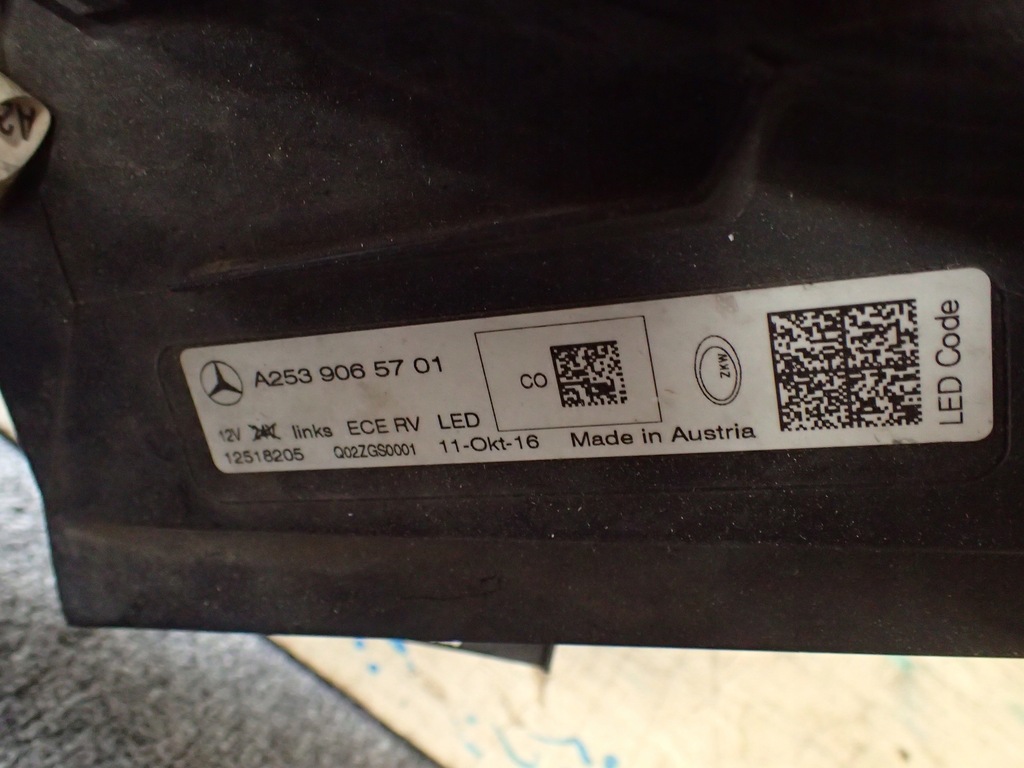 A2
A253 906 57 01
CO
ZKW
12V links ECE RV LED
12518205 Q02ZGS0001 11-Okt-16 Made in Austria
LED Code